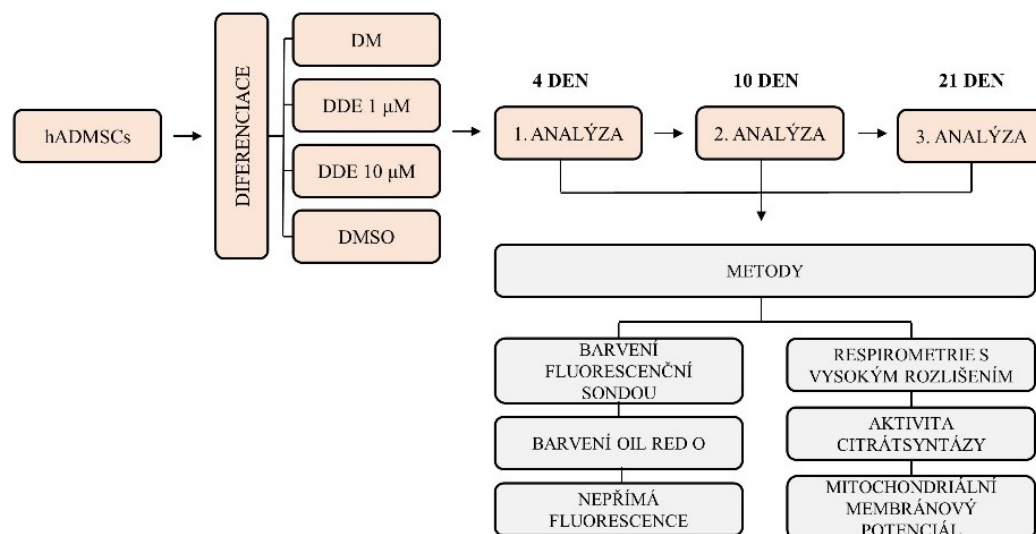 hADMSCs
DIFERENCIACE
DM
DDE 1 μM
DDE 10 μM
DMSO
4 DEN
10 DEN
21 DEN
1. ANALÝZA
2. ANALÝZA
3. ANALÝZA
METODY
BARVENÍ
FLUORESCENČNÍ
SONDOU
BARVENÍ OIL RED O
NEPŘÍMÁ
FLUORESCENCE
RESPIROMETRIE S
VYSOKÝM ROZLIŠENÍM
AKTIVITA
CITRÁTSYNTÁZY
MITOCHONDRIÁLNÍ
MEMBRÁNOVÝ
POTENCIÁL